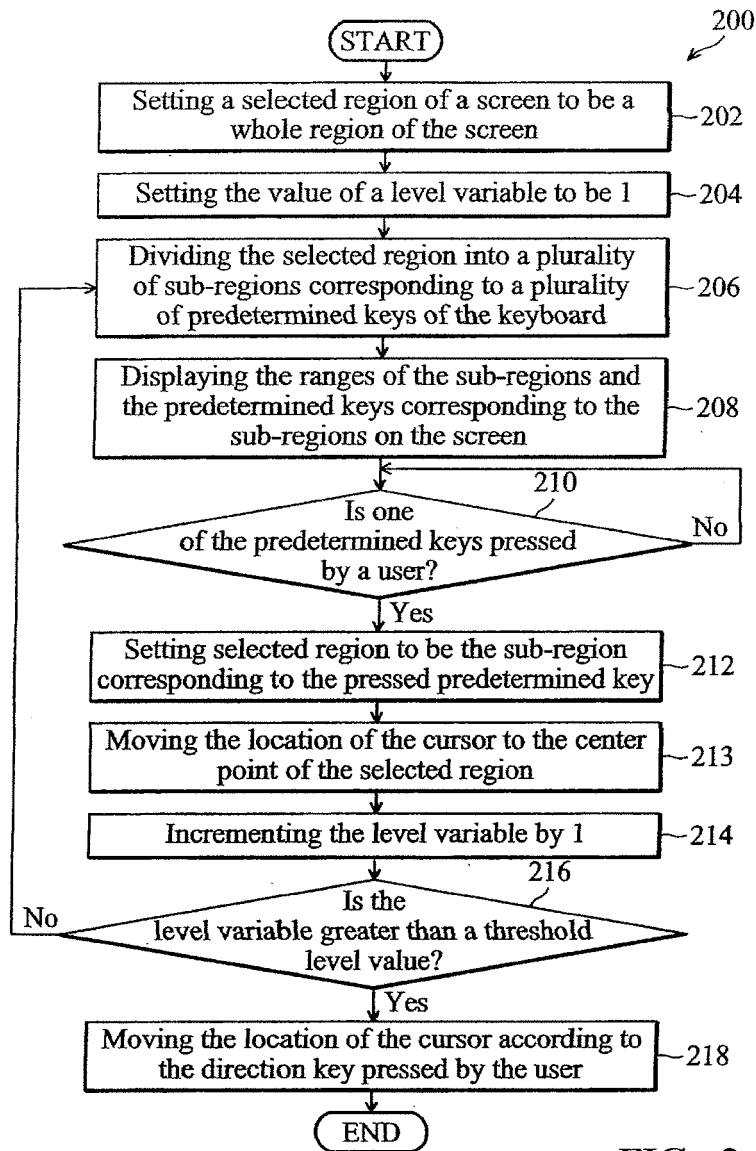 200
START
Setting a selected region of a screen to be a
whole region of the screen
202
Setting the value of a level variable to be 1
204
Dividing the selected region into a plurality
of sub-regions corresponding to a plurality
of predetermined keys of the keyboard
206
Displaying the ranges of the sub-regions and
the predetermined keys corresponding to the
sub-regions on the screen
208
210
Is one
of the predetermined keys pressed
by a user?
No
Yes
Setting selected region to be the sub-region
corresponding to the pressed predetermined key
212
Moving the location of the cursor to the center
point of the selected region
213
Incrementing the level variable by 1
214
216
Is the
level variable greater than a threshold
level value?
No
Yes
Moving the location of the cursor according to
the direction key pressed by the user
218
END